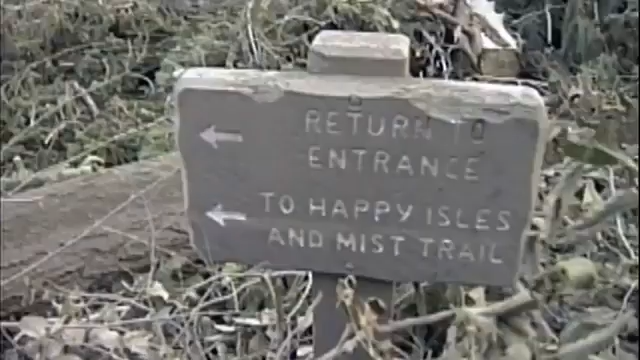 RETURN TO
ENTRANCE
TO HAPPY ISLES
AND MIST TRAIL